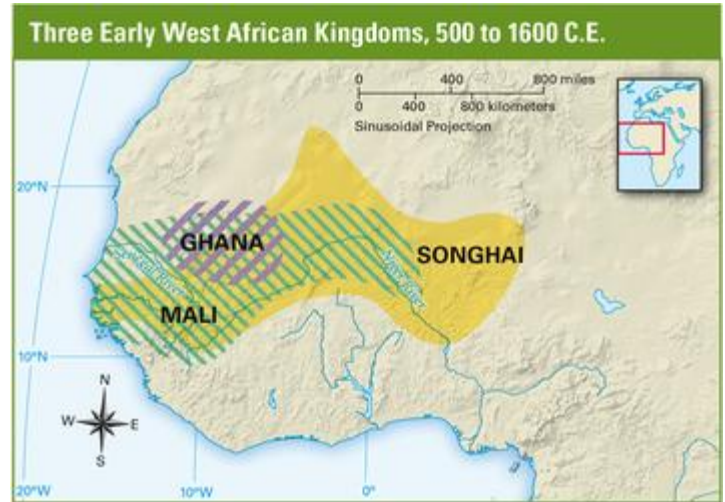 Three Early West African Kingdoms, 500 to 1600 C.E.
0 400 800 miles
0 400 800 kilometers
Sinusoidal Projection
20°N
GHANA
SONGHAI
Senegal River
Niger River
MALI
10°N
N
W E
S
20°W 10°W 0°